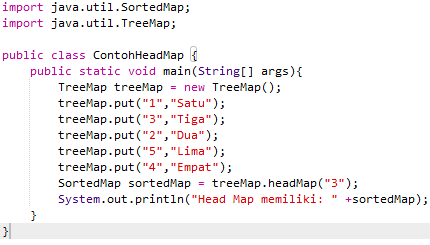 import java.util.SortedMap;
import java.util.TreeMap;
public class ContohHeadMap {
    public static void main(String[] args){
        TreeMap treeMap = new TreeMap();
        treeMap.put("1","Satu");
        treeMap.put("3","Tiga");
        treeMap.put("2","Dua");
        treeMap.put("5","Lima");
        treeMap.put("4","Empat");
        SortedMap sortedMap = treeMap.headMap("3");
        System.out.println("Head Map memiliki: " +sortedMap);
    }
}